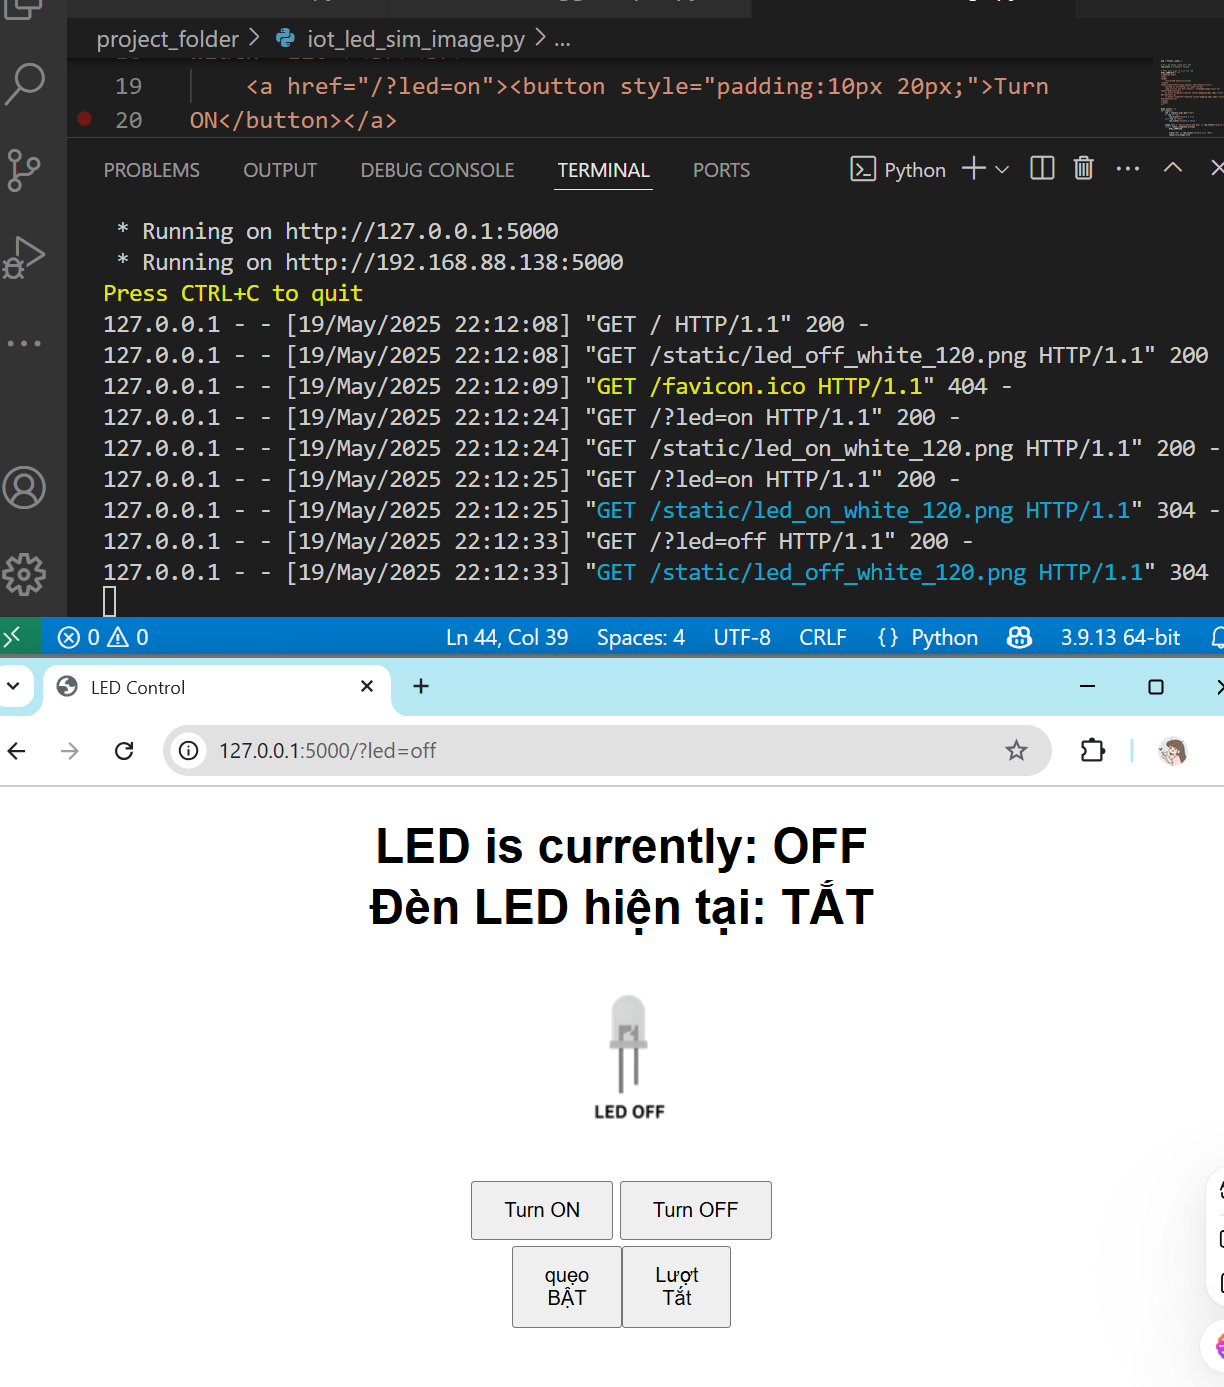 project_folder > iot_led_sim_image.py > ...
19 <a href="/?led=on"><button style="padding:10px 20px;">Turn
20 ON</button></a>
PROBLEMS OUTPUT DEBUG CONSOLE TERMINAL PORTS Python
* Running on http://127.0.0.1:5000
* Running on http://192.168.88.138:5000
Press CTRL+C to quit
127.0.0.1 - - [19/May/2025 22:12:08] "GET / HTTP/1.1" 200 -
127.0.0.1 - - [19/May/2025 22:12:08] "GET /static/led_off_white_120.png HTTP/1.1" 200
127.0.0.1 - - [19/May/2025 22:12:09] "GET /favicon.ico HTTP/1.1" 404 -
127.0.0.1 - - [19/May/2025 22:12:24] "GET /?led=on HTTP/1.1" 200 -
127.0.0.1 - - [19/May/2025 22:12:24] "GET /static/led_on_white_120.png HTTP/1.1" 200 -
127.0.0.1 - - [19/May/2025 22:12:25] "GET /?led=on HTTP/1.1" 200 -
127.0.0.1 - - [19/May/2025 22:12:25] "GET /static/led_on_white_120.png HTTP/1.1" 304 -
127.0.0.1 - - [19/May/2025 22:12:33] "GET /?led=off HTTP/1.1" 200 -
127.0.0.1 - - [19/May/2025 22:12:33] "GET /static/led_off_white_120.png HTTP/1.1" 304
0 0 Ln 44, Col 39 Spaces: 4 UTF-8 CRLF {} Python 3.9.13 64-bit
LED Control
127.0.0.1:5000/?led=off
LED is currently: OFF
Đèn LED hiện tại: TẮT
LED OFF
Turn ON Turn OFF
quẹo Lượt
BẬT Tắt